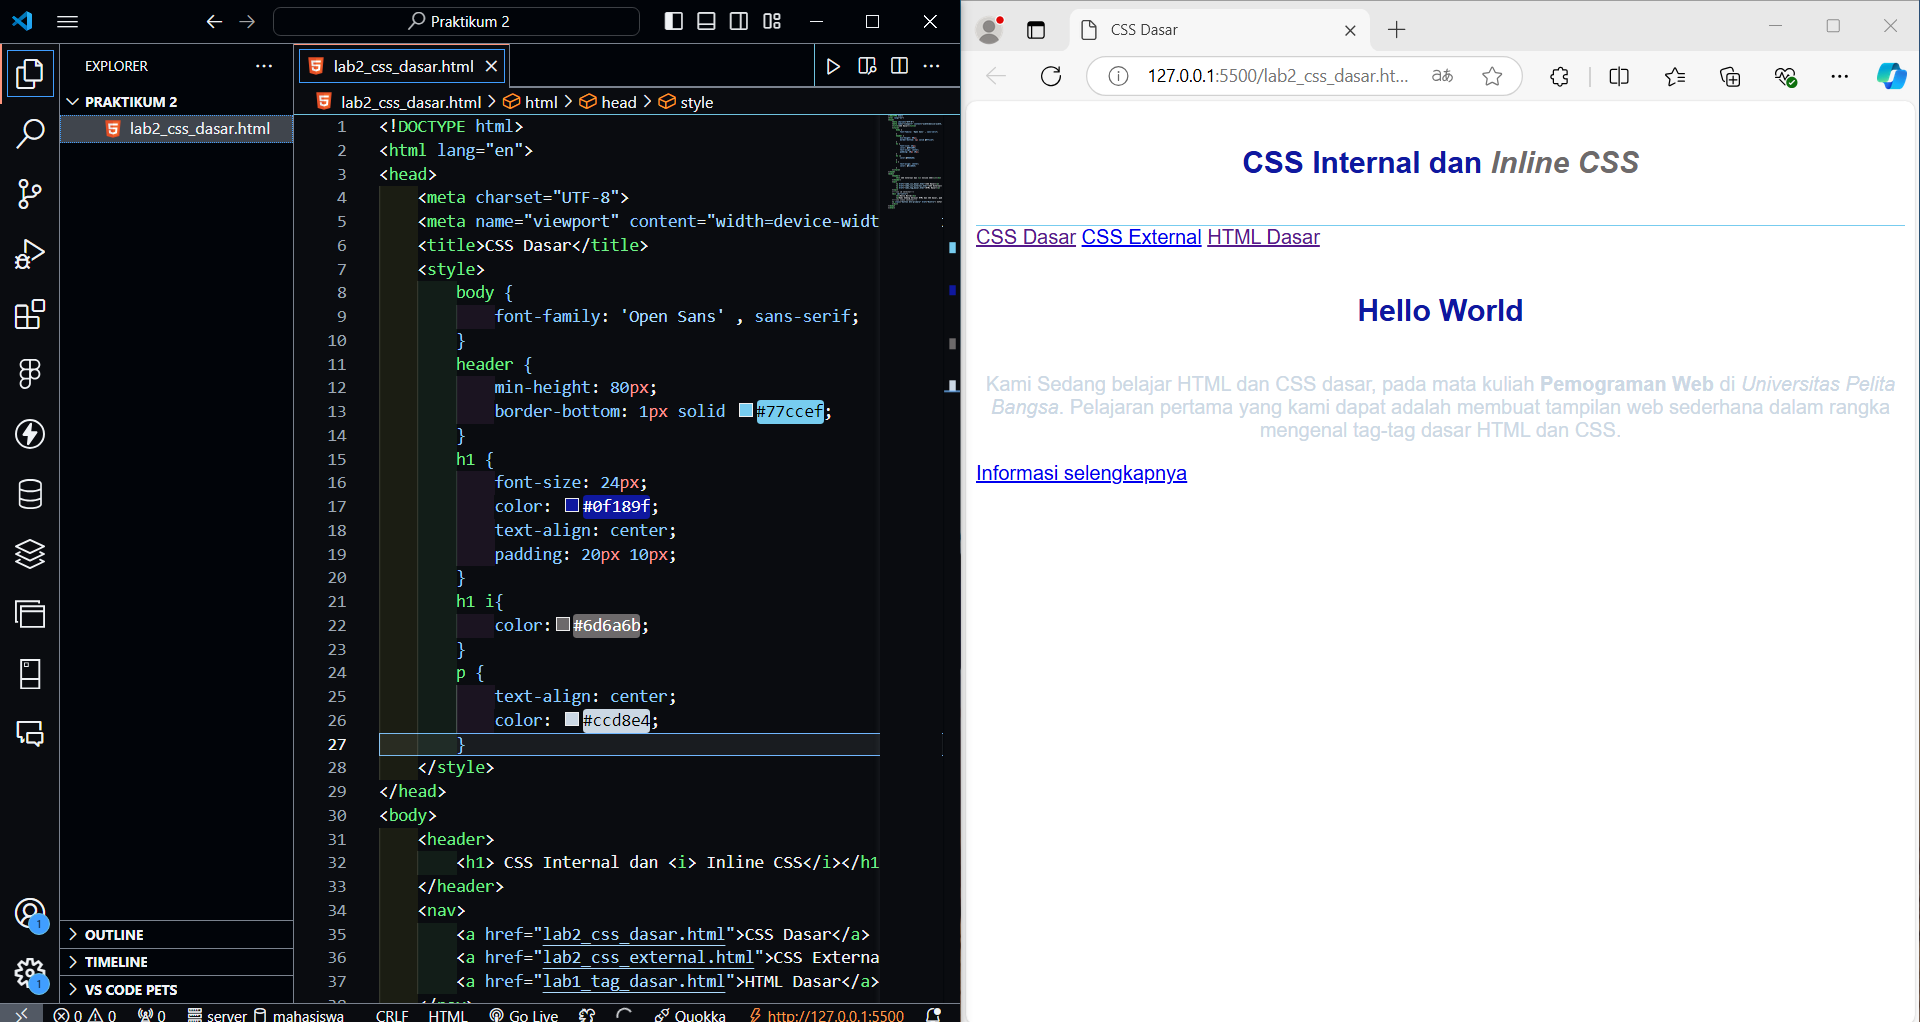 Praktikum 2
EXPLORER
PRAKTIKUM 2
lab2_css_dasar.html
lab2_css_dasar.html
lab2_css_dasar.html > html > head > style
1 <!DOCTYPE html>
2 <html lang="en">
3 <head>
4 <meta charset="UTF-8">
5 <meta name="viewport" content="width=device-widt
6 <title>CSS Dasar</title>
7 <style>
8 body {
9 font-family: 'Open Sans' , sans-serif;
10 }
11 header {
12 min-height: 80px;
13 border-bottom: 1px solid #77ccef;
14 }
15 h1 {
16 font-size: 24px;
17 color: #0f189f;
18 text-align: center;
19 padding: 20px 10px;
20 }
21 h1 i{
22 color:#6d6a6b;
23 }
24 p {
25 text-align: center;
26 color: #ccd8e4;
27 }
28 </style>
29 </head>
30 <body>
31 <header>
32 <h1> CSS Internal dan <i> Inline CSS</i></h1
33 </header>
34 <nav>
35 <a href="lab2_css_dasar.html">CSS Dasar</a>
36 <a href="lab2_css_external.html">CSS Externa
37 <a href="lab1_tag_dasar.html">HTML Dasar</a>
OUTLINE
TIMELINE
VS CODE PETS
1
1
0 0 0 server mahasiswa CRLF HTML Go Live Quokka http://127.0.0.1:5500
CSS Dasar
127.0.0.1:5500/lab2_css_dasar.ht...
CSS Internal dan Inline CSS
CSS Dasar CSS External HTML Dasar
Hello World
Kami Sedang belajar HTML dan CSS dasar, pada mata kuliah Pemograman Web di Universitas Pelita
Bangsa. Pelajaran pertama yang kami dapat adalah membuat tampilan web sederhana dalam rangka
mengenal tag-tag dasar HTML dan CSS.
Informasi selengkapnya